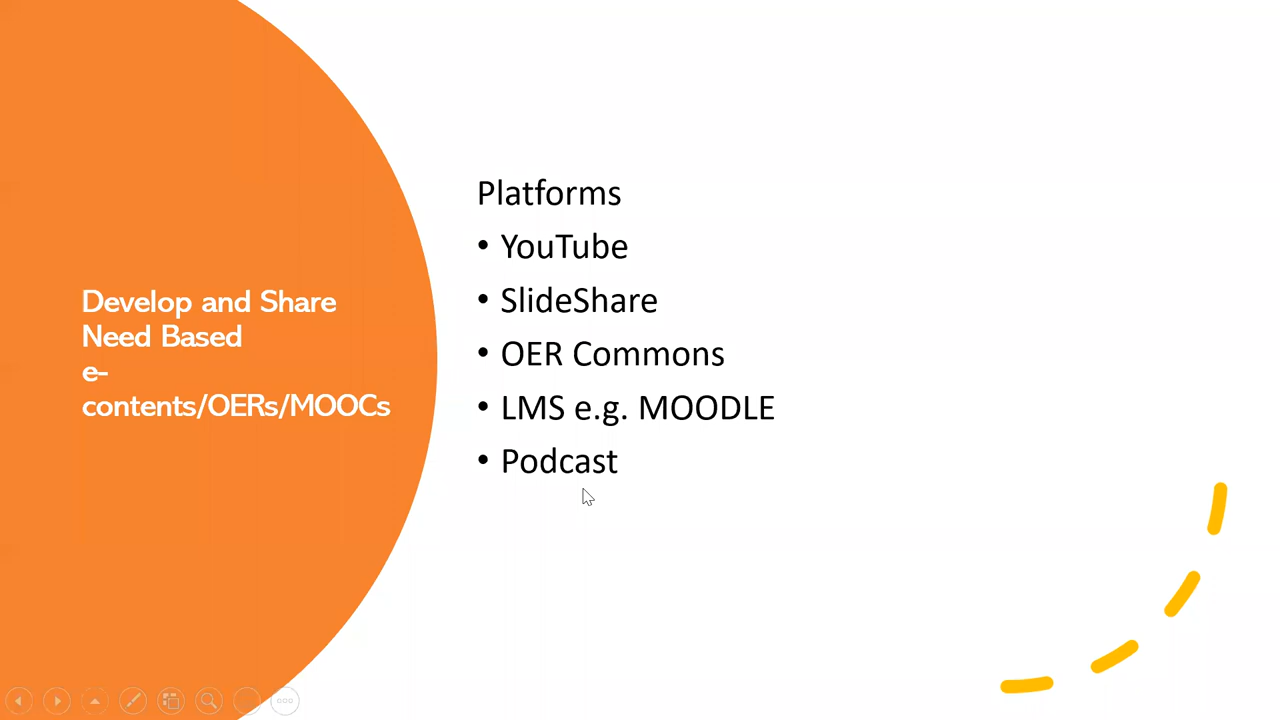 Develop and Share
Need Based
e-
contents/OERs/MOOCs
Platforms
• YouTube
• SlideShare
• OER Commons
• LMS e.g. MOODLE
• Podcast